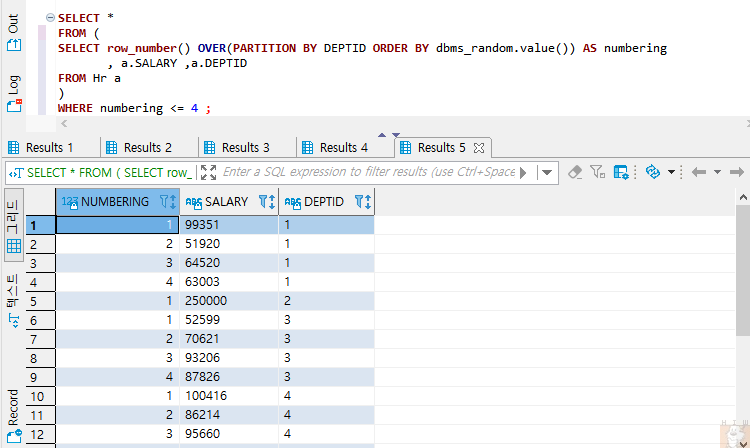 Out
Log
SELECT *
FROM (
SELECT row_number() OVER(PARTITION BY DEPTID ORDER BY dbms_random.value()) AS numbering
, a.SALARY ,a.DEPTID
FROM Hr a
)
WHERE numbering <= 4 ;
Results 1 Results 2 Results 3 Results 4 Results 5
SELECT * FROM ( SELECT row_ Enter a SQL expression to filter results (use Ctrl+Space
그리드
텍스트
Record
123 NUMBERING ABC SALARY ABC DEPTID
1 1 99351 1
2 2 51920 1
3 3 64520 1
4 4 63003 1
5 1 250000 2
6 1 52599 3
7 2 70621 3
8 3 93206 3
9 4 87826 3
10 1 100416 4
11 2 86214 4
12 3 95660 4